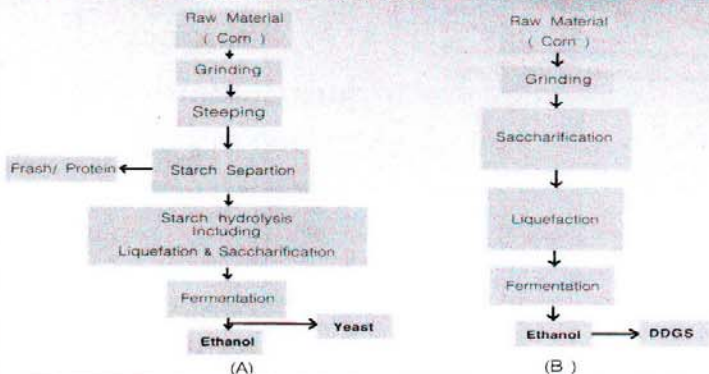 Raw Material
( Corn )
Grinding
Steeping
Frash/ Protein
Starch Separtion
Starch hydrolysis
Including
Liquefation & Saccharification
Fermentation
Yeast
Ethanol
(A)
Raw Material
( Corn )
Grinding
Saccharification
Liquefaction
Fermentation
Ethanol
DDGS
(B)